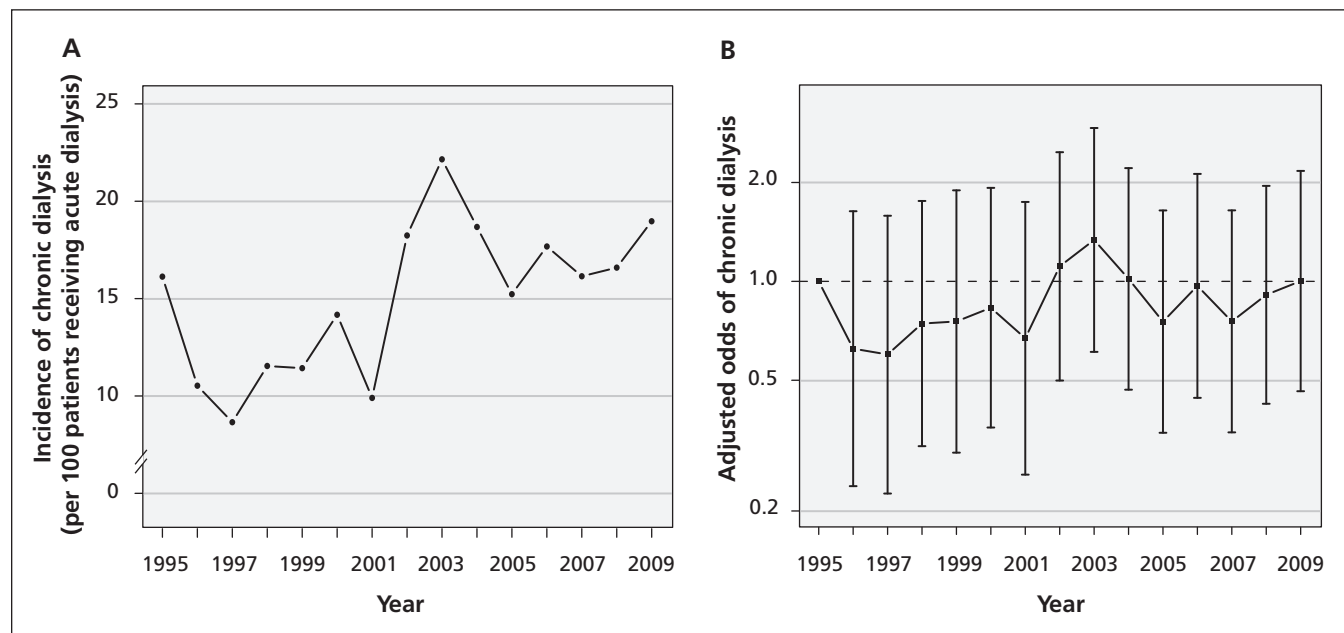 A
Incidence of chronic dialysis
(per 100 patients receiving acute dialysis)
25
20
15
10
0
1995 1997 1999 2001 2003 2005 2007 2009
Year
B
Adjusted odds of chronic dialysis
2.0
1.0
0.5
0.2
1995 1997 1999 2001 2003 2005 2007 2009
Year